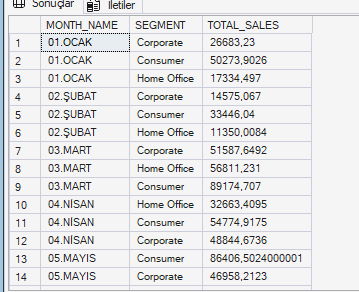 Sonuçlar İletiler
MONTH_NAME SEGMENT TOTAL_SALES
1 01.OCAK Corporate 26683,23
2 01.OCAK Consumer 50273,9026
3 01.OCAK Home Office 17334,497
4 02.ŞUBAT Corporate 14575,067
5 02.ŞUBAT Consumer 33446,04
6 02.ŞUBAT Home Office 11350,0084
7 03.MART Corporate 51587,6492
8 03.MART Home Office 56811,231
9 03.MART Consumer 89174,707
10 04.NİSAN Home Office 32663,4095
11 04.NİSAN Consumer 54774,9175
12 04.NİSAN Corporate 48844,6736
13 05.MAYIS Consumer 86406,5024000001
14 05.MAYIS Corporate 46958,2123